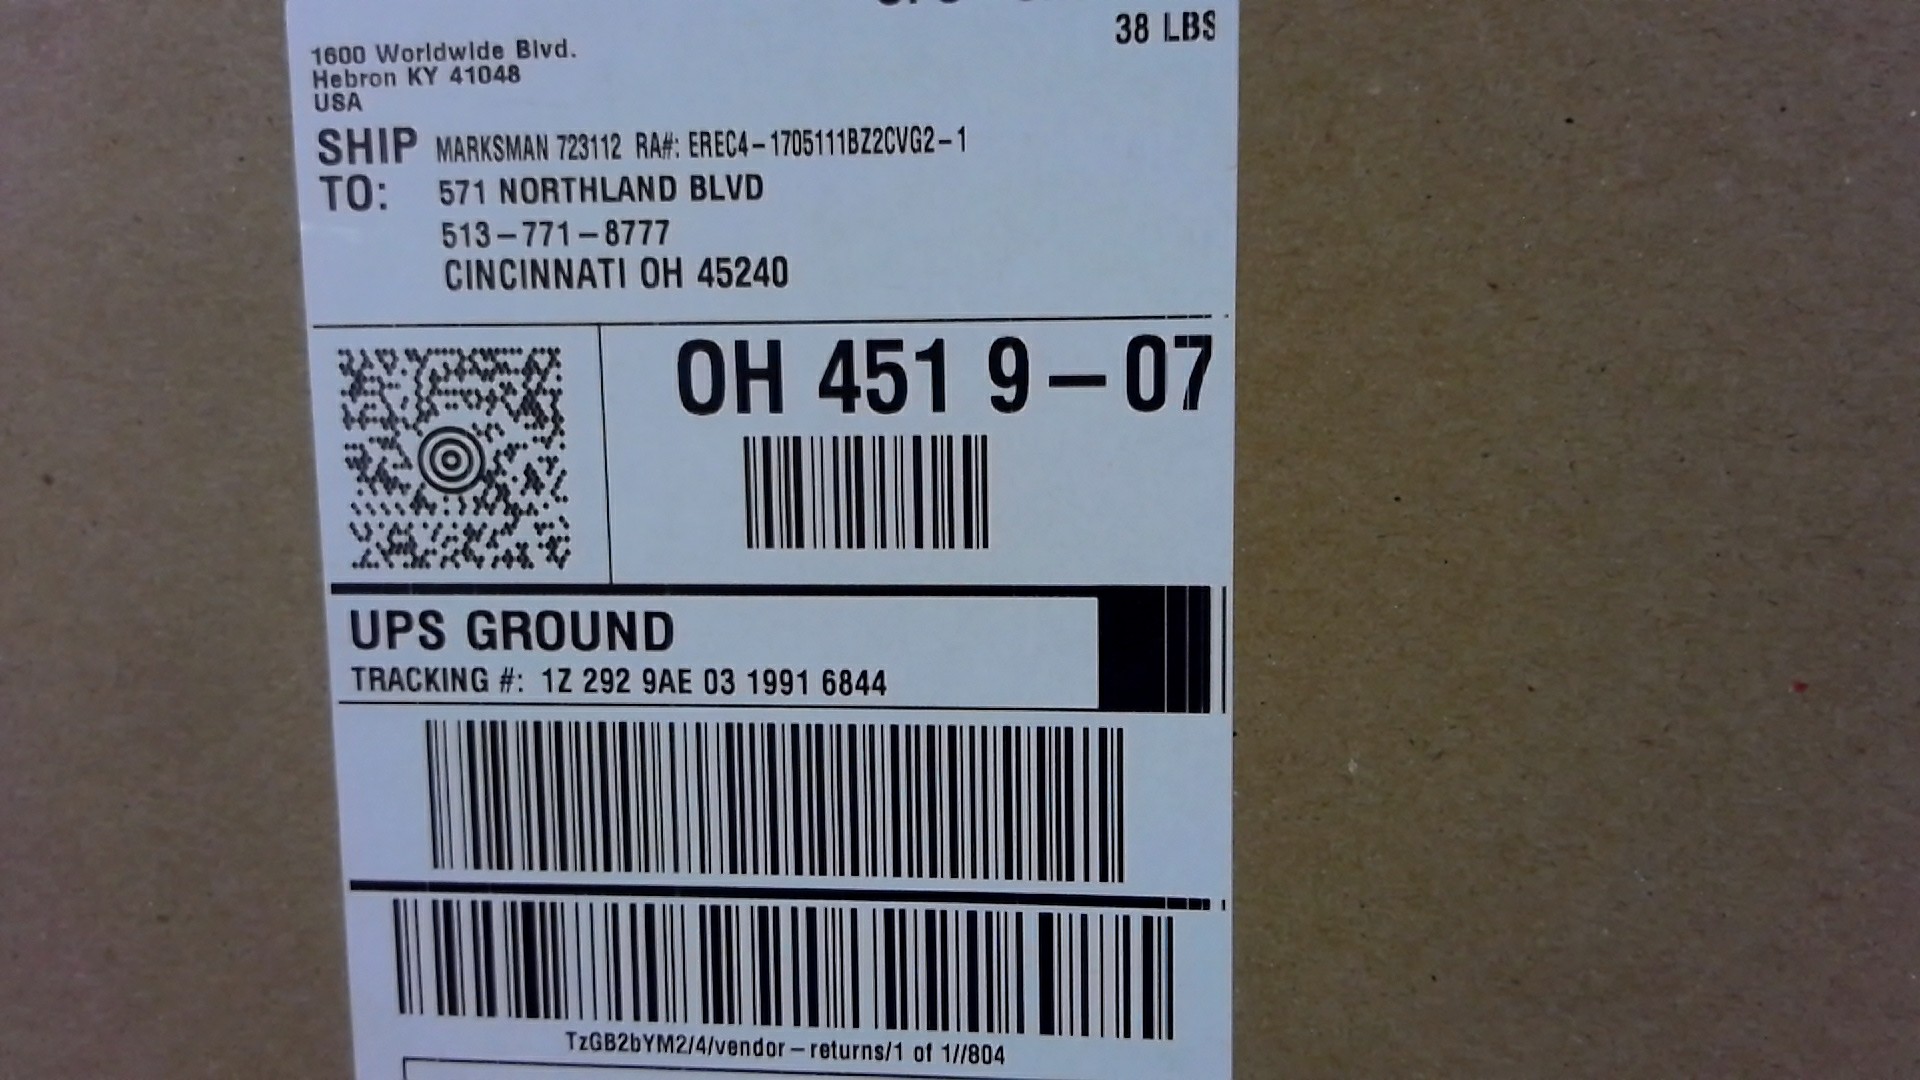 38 LBS
1600 Worldwide Blvd.
Hebron KY 41048
USA
SHIP TO: MARKSMAN 723112 RA#: EREC4-1705111BZ2CVG2-1
571 NORTHLAND BLVD
513-771-8777
CINCINNATI OH 45240
OH 451 9-07
UPS GROUND
TRACKING #: 1Z 292 9AE 03 1991 6844
TzGB2bYM2/4/vendor-returns/1 of 1//804